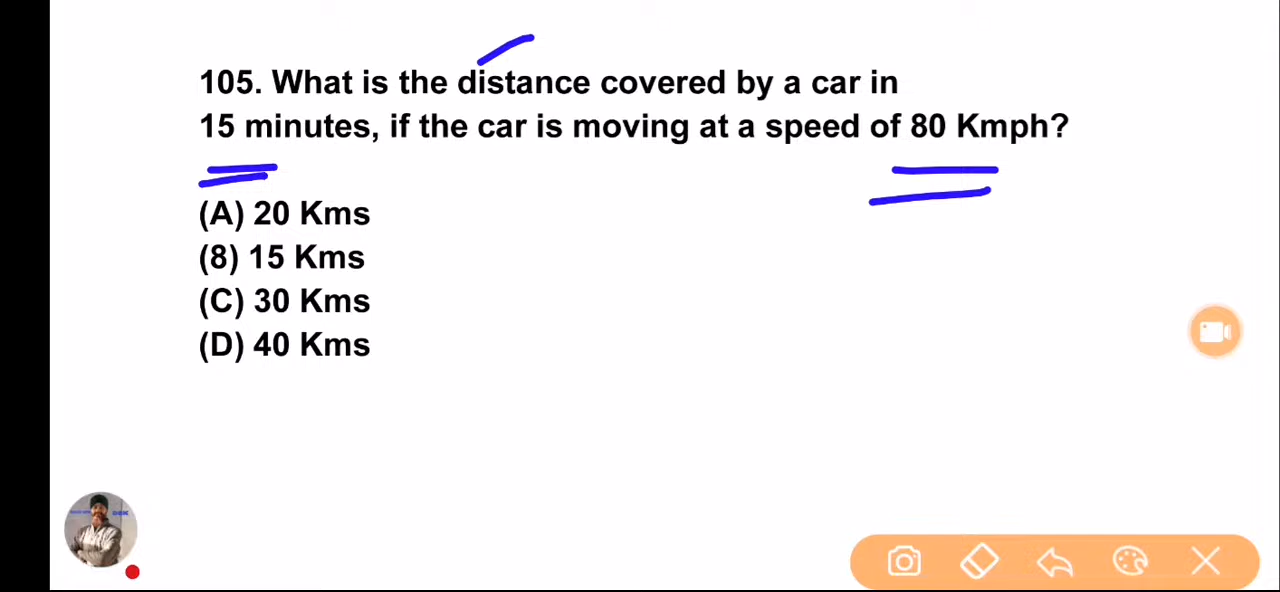 105. What is the distance covered by a car in
15 minutes, if the car is moving at a speed of 80 Kmph?
(A) 20 Kms
(8) 15 Kms
(C) 30 Kms
(D) 40 Kms